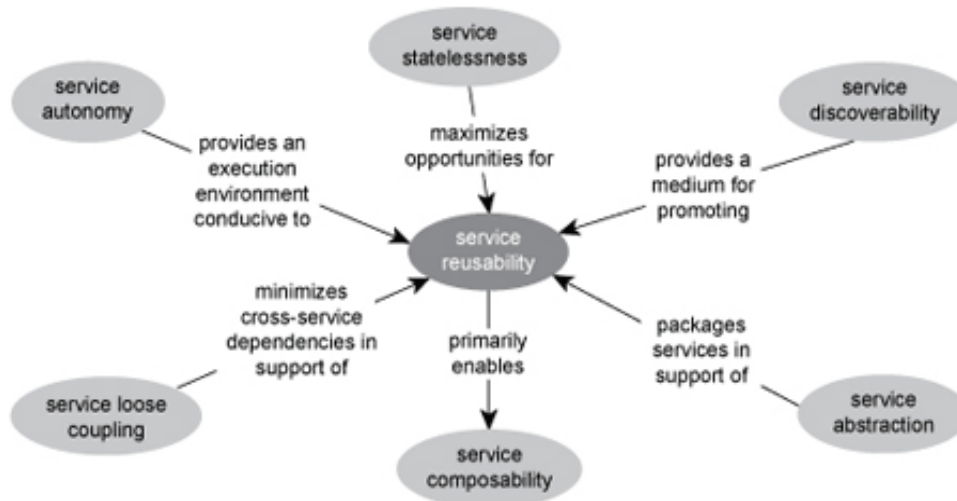 service
statelessness
service
autonomy
service
discoverability
maximizes
opportunities for
provides an
execution
environment
conducive to
provides a
medium for
promoting
service
reusability
minimizes
cross-service
dependencies in
support of
primarily
enables
packages
services in
support of
service loose
coupling
service
composability
service
abstraction